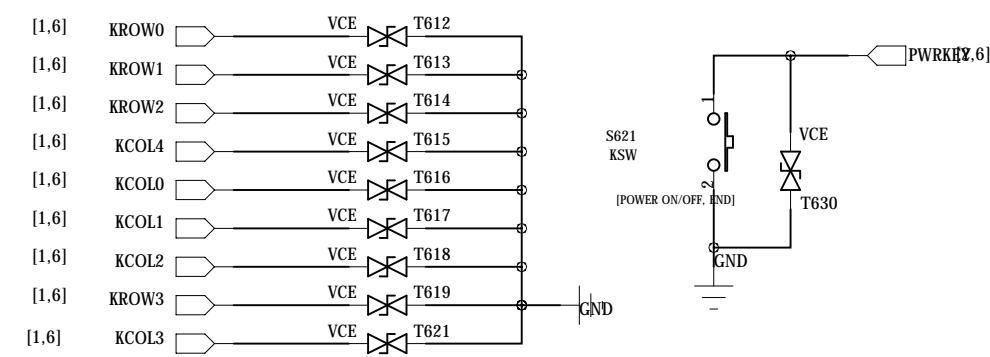 [1,6] KROW0 VCE T612
[1,6] KROW1 VCE T613
[1,6] KROW2 VCE T614
[1,6] KCOL4 VCE T615
[1,6] KCOL0 VCE T616
[1,6] KCOL1 VCE T617
[1,6] KCOL2 VCE T618
[1,6] KROW3 VCE T619
GND
[1,6] KCOL3 VCE T621
PWRKEY
1
S621
KSW
VCE
2
[POWER ON/OFF, END]
T630
GND